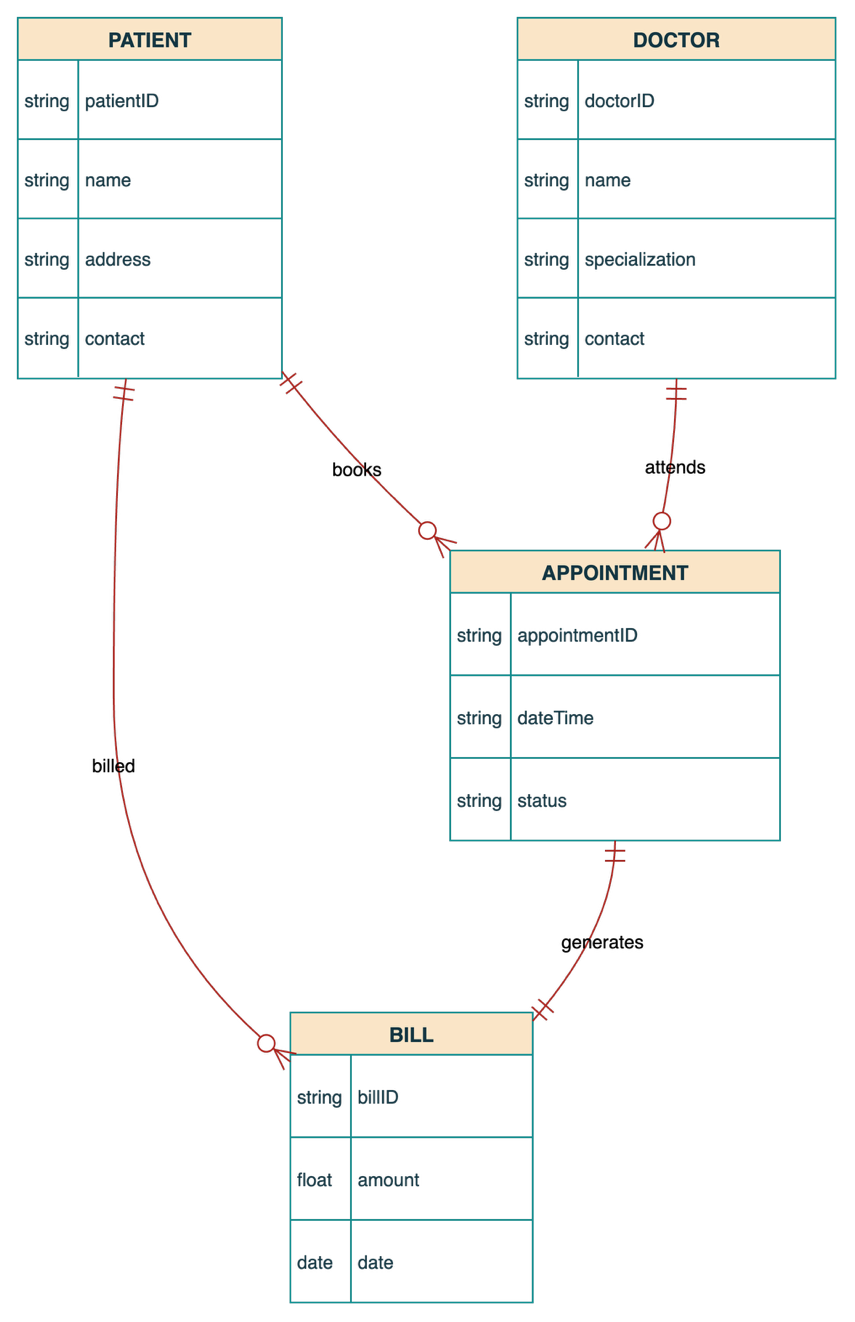 PATIENT
string patientID
string name
string address
string contact
DOCTOR
string doctorID
string name
string specialization
string contact
books
attends
APPOINTMENT
string appointmentID
string dateTime
string status
billed
generates
BILL
string billID
float amount
date date